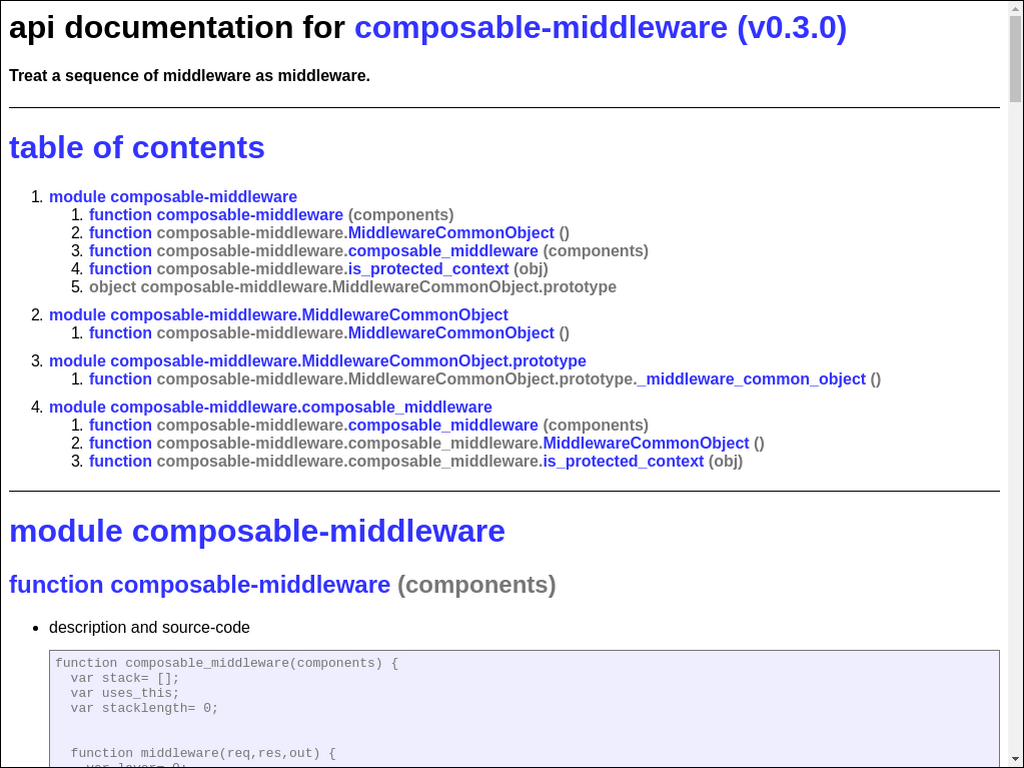 api documentation for composable-middleware (v0.3.0)
Treat a sequence of middleware as middleware.
table of contents
1. module composable-middleware
1. function composable-middleware (components)
2. function composable-middleware.MiddlewareCommonObject ()
3. function composable-middleware.composable_middleware (components)
4. function composable-middleware.is_protected_context (obj)
5. object composable-middleware.MiddlewareCommonObject.prototype
2. module composable-middleware.MiddlewareCommonObject
1. function composable-middleware.MiddlewareCommonObject ()
3. module composable-middleware.MiddlewareCommonObject.prototype
1. function composable-middleware.MiddlewareCommonObject.prototype._middleware_common_object ()
4. module composable-middleware.composable_middleware
1. function composable-middleware.composable_middleware (components)
2. function composable-middleware.composable_middleware.MiddlewareCommonObject ()
3. function composable-middleware.composable_middleware.is_protected_context (obj)
module composable-middleware
function composable-middleware (components)
• description and source-code
function composable_middleware(components) {
  var stack= [];
  var uses_this;
  var stacklength= 0;
  function middleware(req,res,out) {
    var layer= 0;